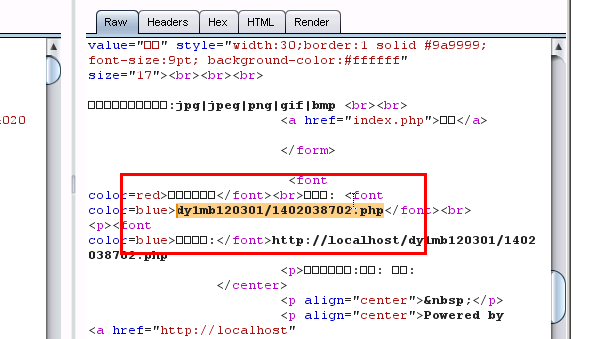 Raw Headers Hex HTML Render
value="□□" style="width:30;border:1 solid #9a9999;
font-size:9pt; background-color:#ffffff"
size="17"><br><br><br>
4020
□□□□□□□□□□:jpg|jpeg|png|gif|bmp <br><br>
<a href="index.php">□□</a>
</form>
<font
color=red>□□□□□□</font><br>□□□: <font
color=blue>dy1mb120301/1402038702.php</font><br>
<p><font
color=blue>□□□□:</font>http://localhost/dy1mb120301/1402
038702.php
<p>□□□□□□:□□: □□:
</center>
<p align="center">&nbsp;</p>
<p align="center">Powered by
<a href="http://localhost"